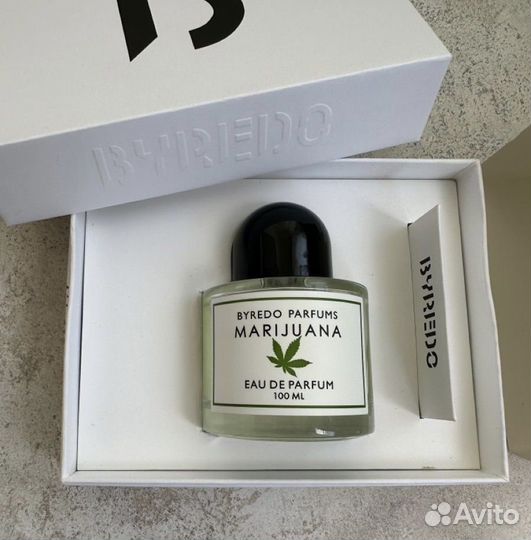 B
BYREDO
BYREDO PARFUMS
MARIJUANA
EAU DE PARFUM
100 ML
BYREDO
Avito